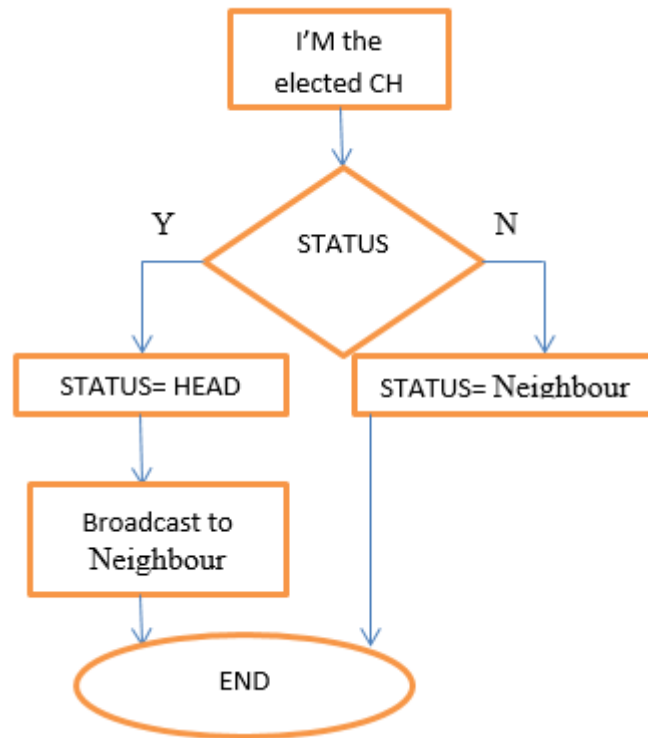 I’M the
elected CH
STATUS
Y
N
STATUS= HEAD
STATUS= Neighbour
Broadcast to
Neighbour
END